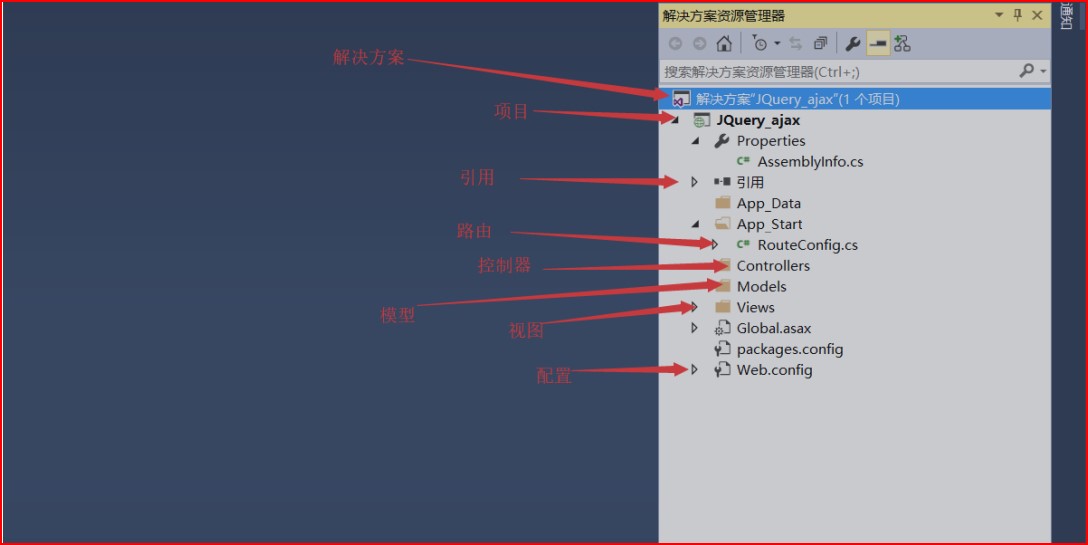 解决方案资源管理器
通知
搜索解决方案资源管理器(Ctrl+;)
解决方案
解决方案"JQuery_ajax"(1 个项目)
项目
JQuery_ajax
Properties
C# AssemblyInfo.cs
引用
引用
App_Data
App_Start
路由
C# RouteConfig.cs
控制器
Controllers
Models
模型
Views
视图
Global.asax
packages.config
配置
Web.config